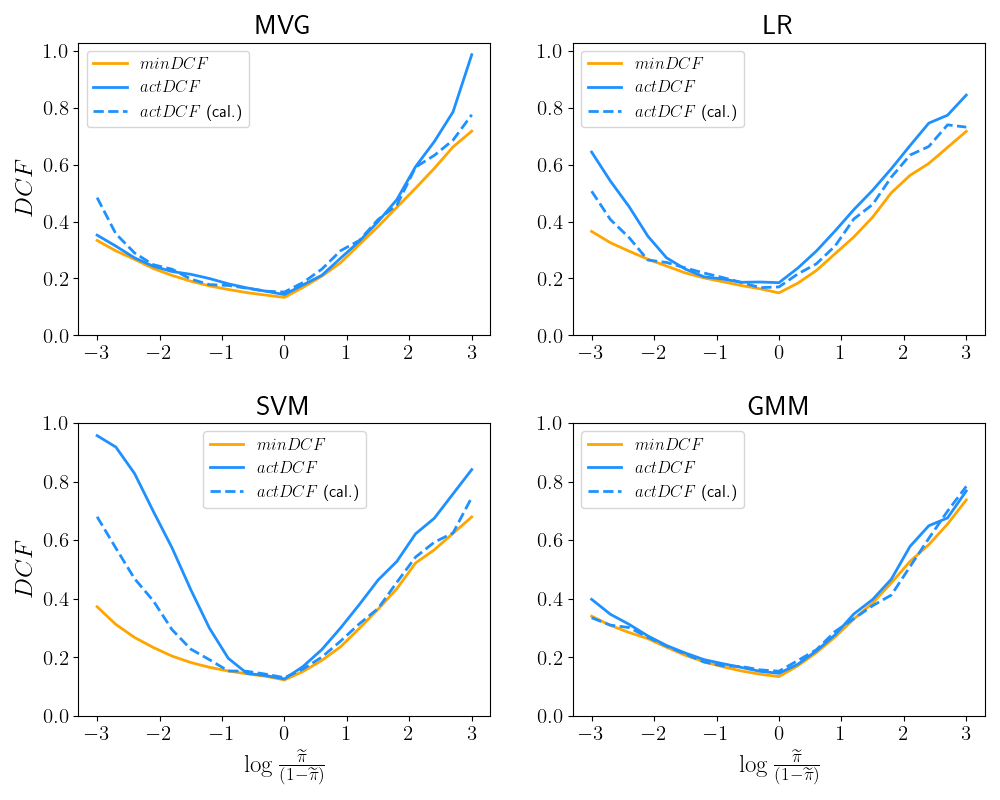 MVG
1.0
0.8
0.6
0.4
0.2
0.0
DCF
minDCF
actDCF
actDCF (cal.)
−3 −2 −1 0 1 2 3
LR
1.0
0.8
0.6
0.4
0.2
0.0
minDCF
actDCF
actDCF (cal.)
−3 −2 −1 0 1 2 3
SVM
1.0
0.8
0.6
0.4
0.2
0.0
DCF
minDCF
actDCF
actDCF (cal.)
−3 −2 −1 0 1 2 3
log π̃/(1−π̃)
GMM
1.0
0.8
0.6
0.4
0.2
0.0
minDCF
actDCF
actDCF (cal.)
−3 −2 −1 0 1 2 3
log π̃/(1−π̃)